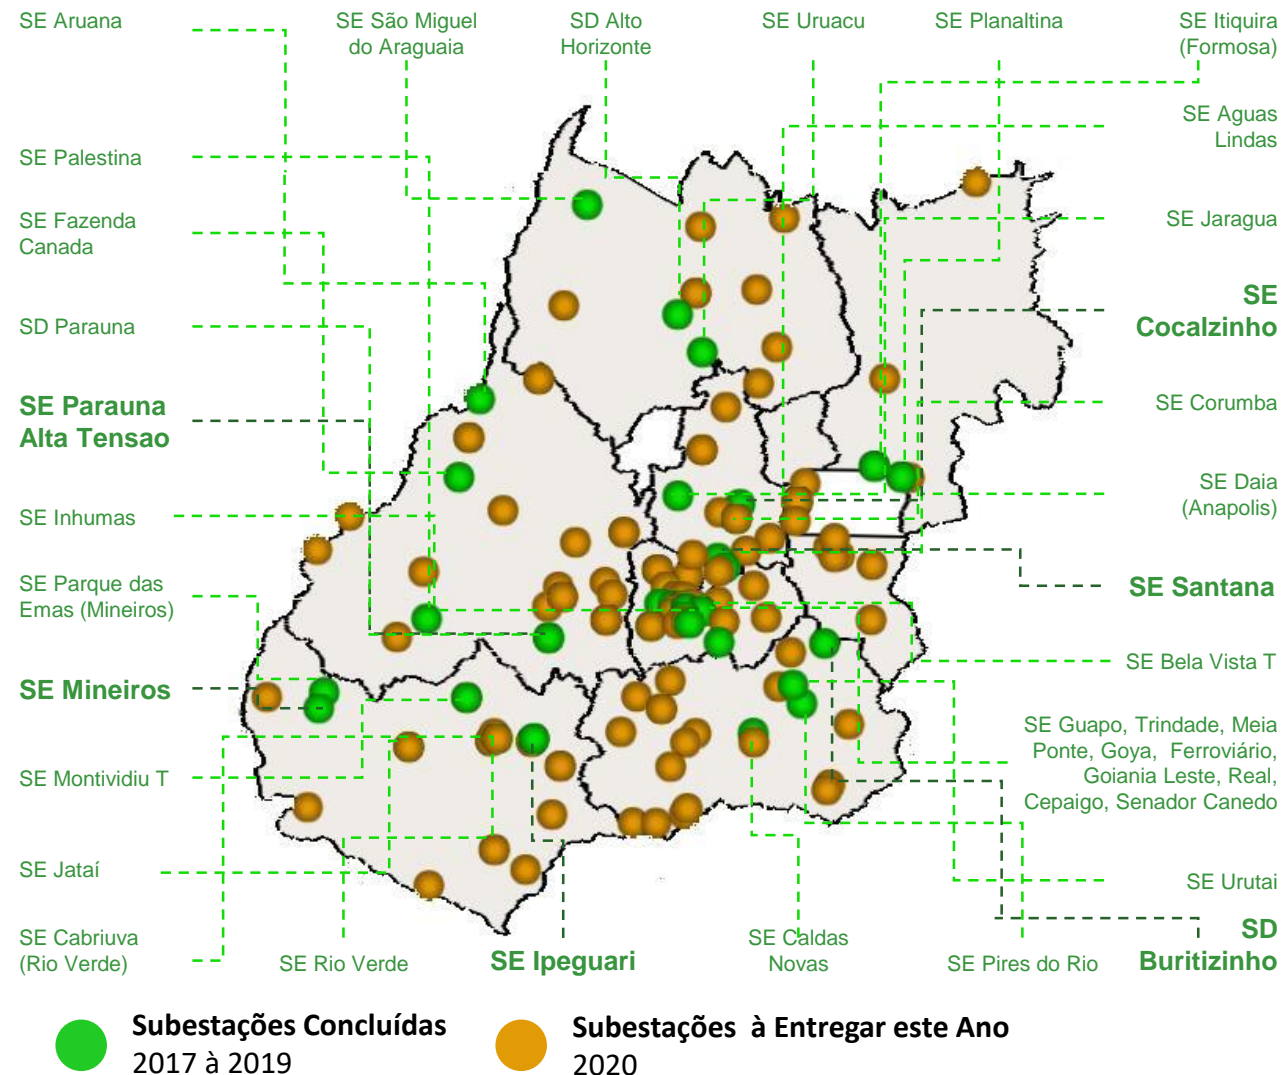 SE Aruana
SE São Miguel
do Araguaia
SD Alto
Horizonte
SE Uruacu
SE Planaltina
SE Itiquira
(Formosa)
SE Aguas
Lindas
SE Palestina
SE Fazenda
Canada
SE Jaragua
SE
Cocalzinho
SD Parauna
SE Parauna
Alta Tensao
SE Corumba
SE Daia
(Anapolis)
SE Inhumas
SE Parque das
Emas (Mineiros)
SE Santana
SE Bela Vista T
SE Mineiros
SE Guapo, Trindade, Meia
Ponte, Goya, Ferroviário,
Goiania Leste, Real,
Cepaigo, Senador Canedo
SE Montividiu T
SE Jataí
SE Urutai
SE Cabriuva
(Rio Verde)
SE Rio Verde
SE Ipeguari
SE Caldas
Novas
SE Pires do Rio
SD
Buritizinho
Subestações Concluídas
2017 à 2019
Subestações à Entregar este Ano
2020